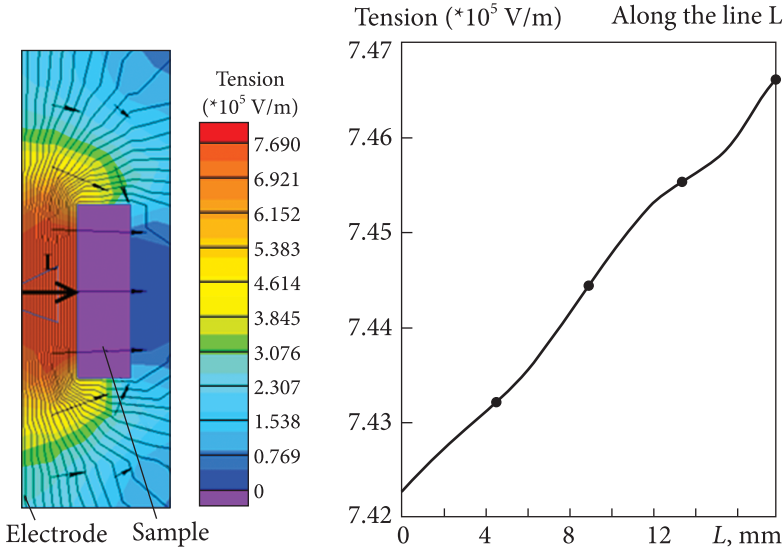 Tension
(*10⁵ V/m)
7.690
6.921
6.152
5.383
4.614
3.845
3.076
2.307
1.538
0.769
0
L
Electrode
Sample
Tension (*10⁵ V/m)
Along the line L
7.47
7.46
7.45
7.44
7.43
7.42
0 4 8 12 L, mm